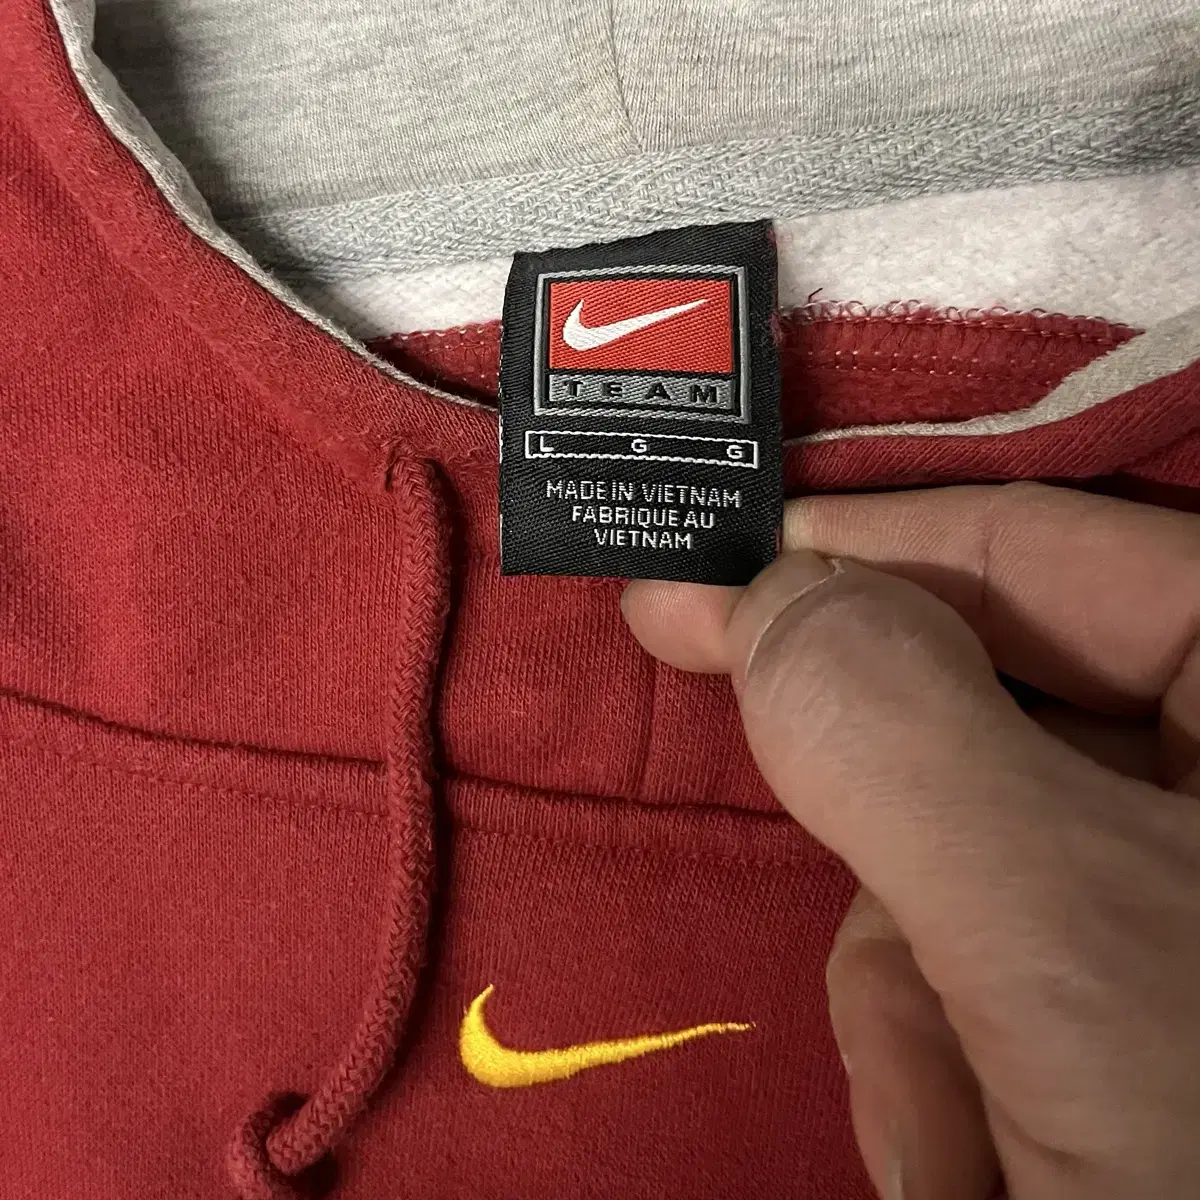 TEAM
L G G
MADE IN VIETNAM
FABRIQUE AU
VIETNAM